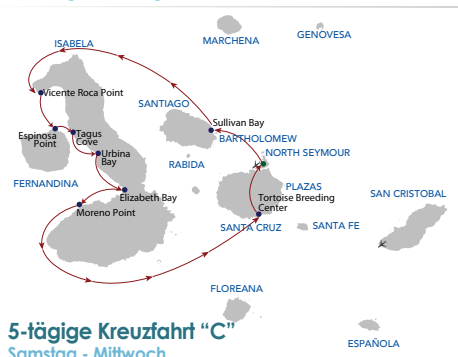 MARCHENA
GENOVESA
ISABELA
Vicente Roca Point
SANTIAGO
Sullivan Bay
Espinosa
Point
Tagus
Cove
BARTHOLOMEW
Urbina
Bay
NORTH SEYMOUR
RABIDA
FERNANDINA
Elizabeth Bay
PLAZAS
Tortoise Breeding
Center
SAN CRISTOBAL
Moreno Point
SANTA CRUZ
SANTA FE
FLOREANA
5-tägige Kreuzfahrt “C”
Samstag - Mittwoch
ESPAÑOLA